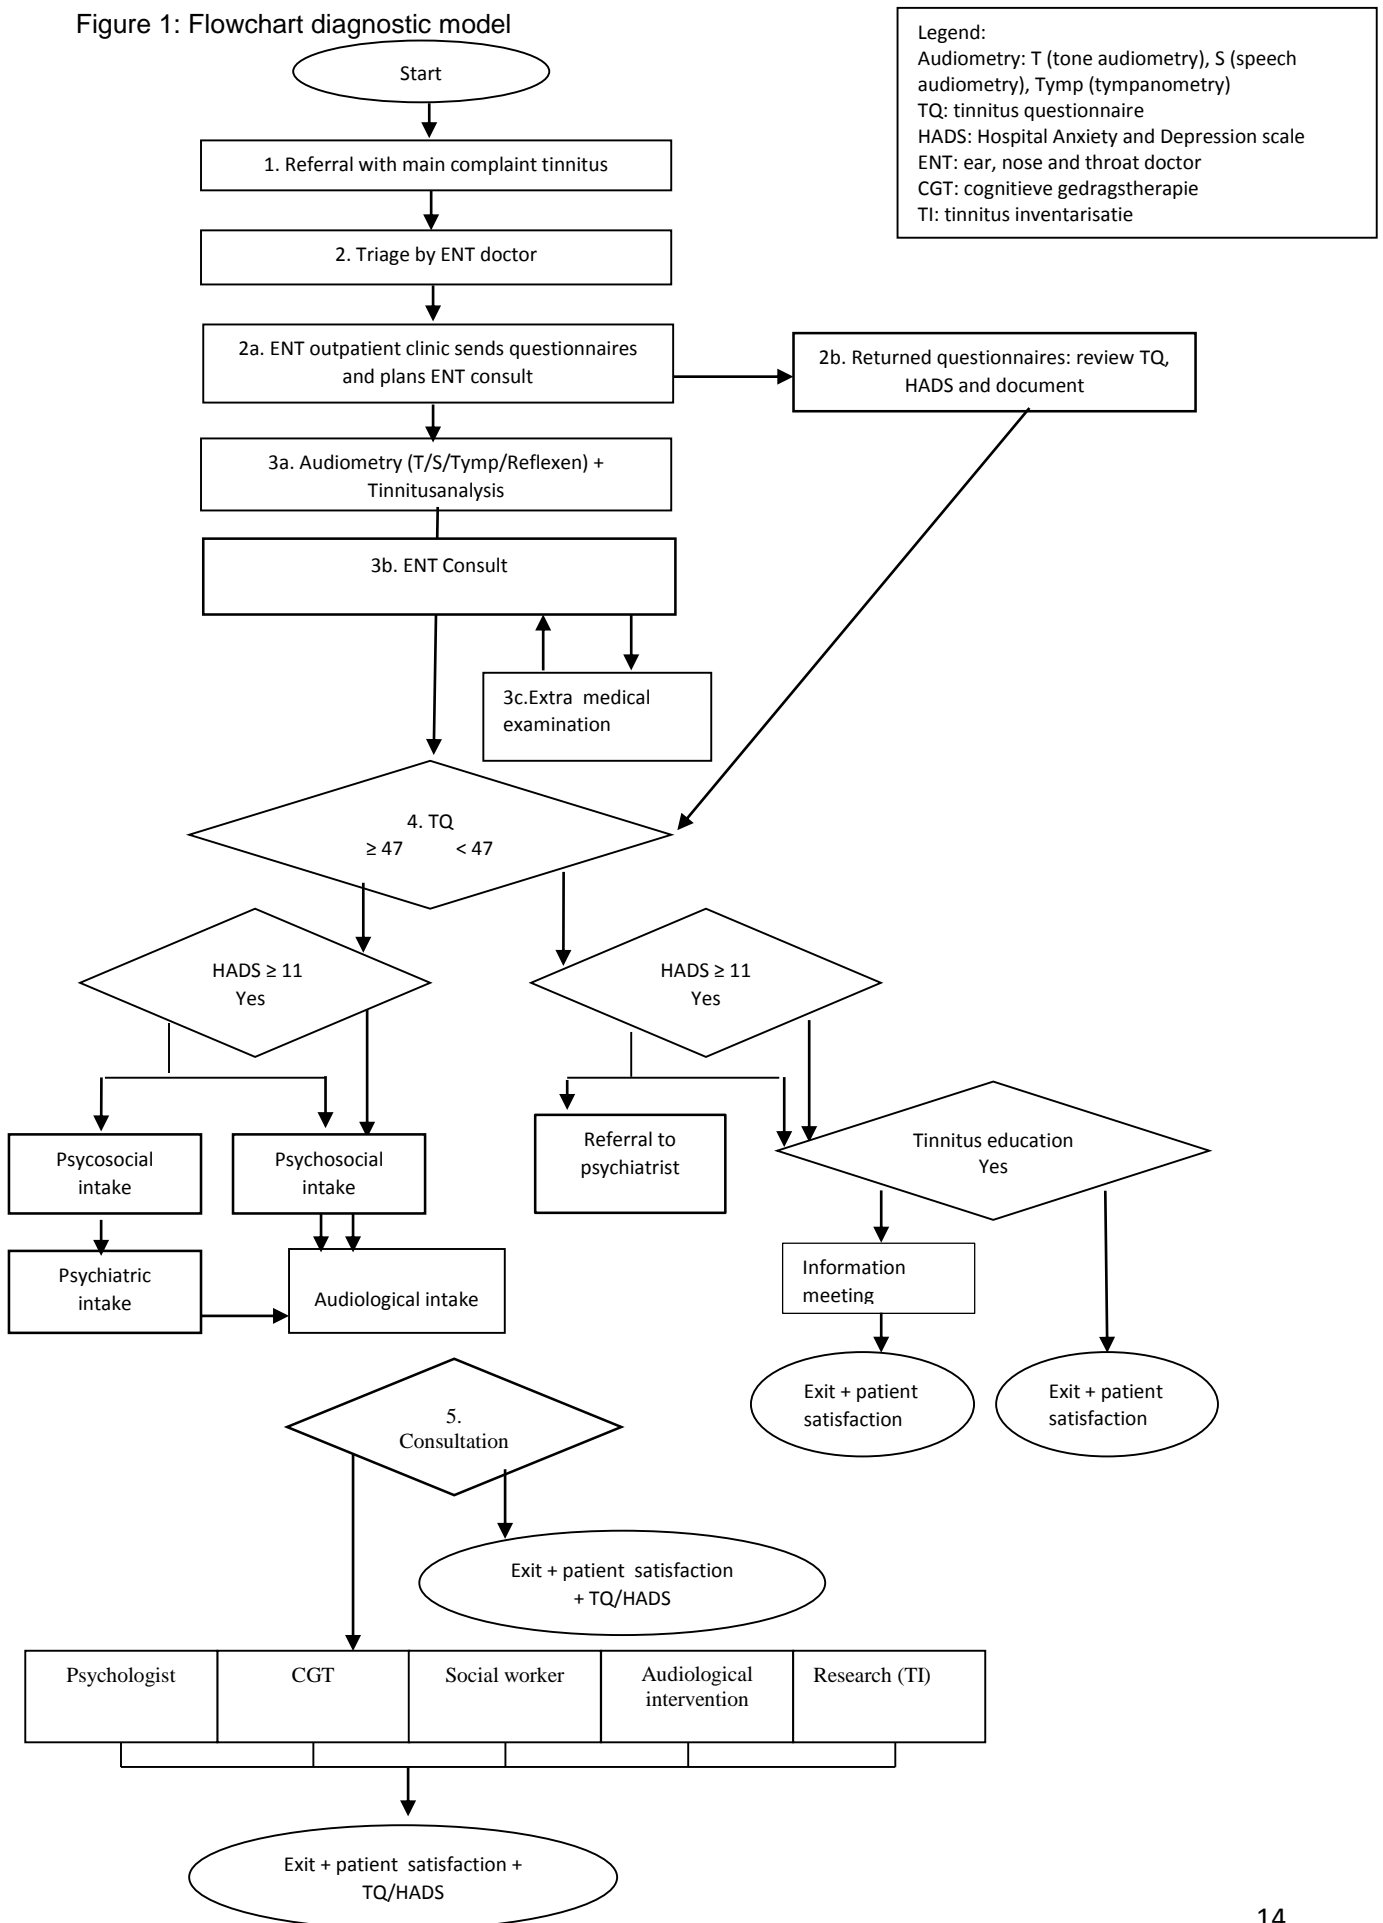 Figure 1: Flowchart diagnostic model
Legend:
Audiometry: T (tone audiometry), S (speech
audiometry), Tymp (tympanometry)
TQ: tinnitus questionnaire
HADS: Hospital Anxiety and Depression scale
ENT: ear, nose and throat doctor
CGT: cognitieve gedragstherapie
TI: tinnitus inventarisatie
Start
1. Referral with main complaint tinnitus
2. Triage by ENT doctor
2a. ENT outpatient clinic sends questionnaires
and plans ENT consult
2b. Returned questionnaires: review TQ,
HADS and document
3a. Audiometry (T/S/Tymp/Reflexen) +
Tinnitusanalysis
3b. ENT Consult
3c.Extra medical
examination
4. TQ
≥ 47 < 47
HADS ≥ 11
Yes
HADS ≥ 11
Yes
Psycosocial
intake
Psychosocial
intake
Referral to
psychiatrist
Tinnitus education
Yes
Psychiatric
intake
Audiological intake
Information
meeting
Exit + patient
satisfaction
Exit + patient
satisfaction
5.
Consultation
Exit + patient satisfaction
+ TQ/HADS
Psychologist
CGT
Social worker
Audiological
intervention
Research (TI)
Exit + patient satisfaction +
TQ/HADS
14